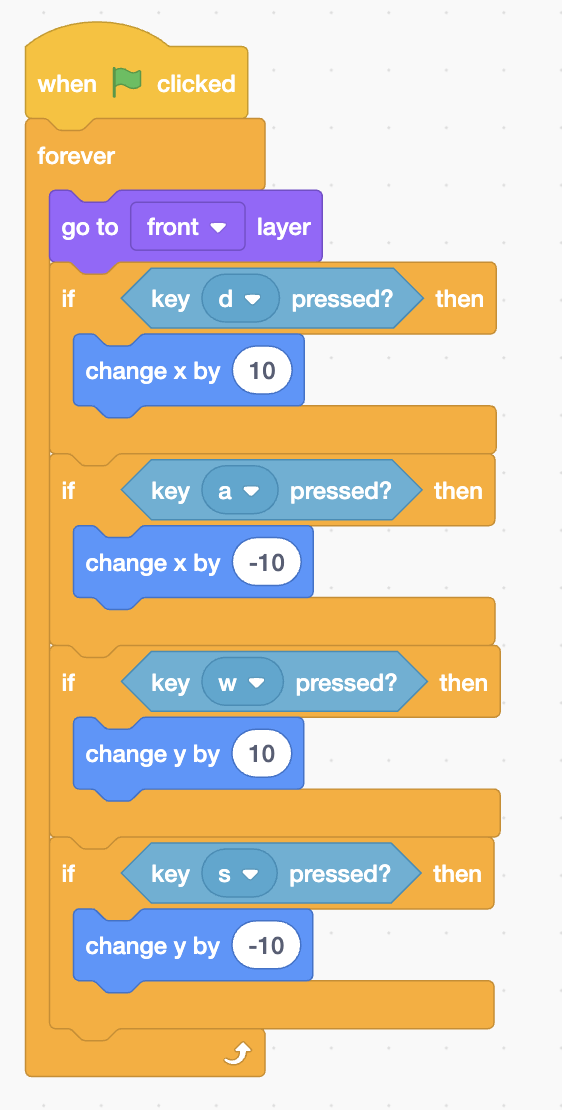 when clicked
forever
go to front layer
if key d pressed? then
change x by 10
if key a pressed? then
change x by -10
if key w pressed? then
change y by 10
if key s pressed? then
change y by -10